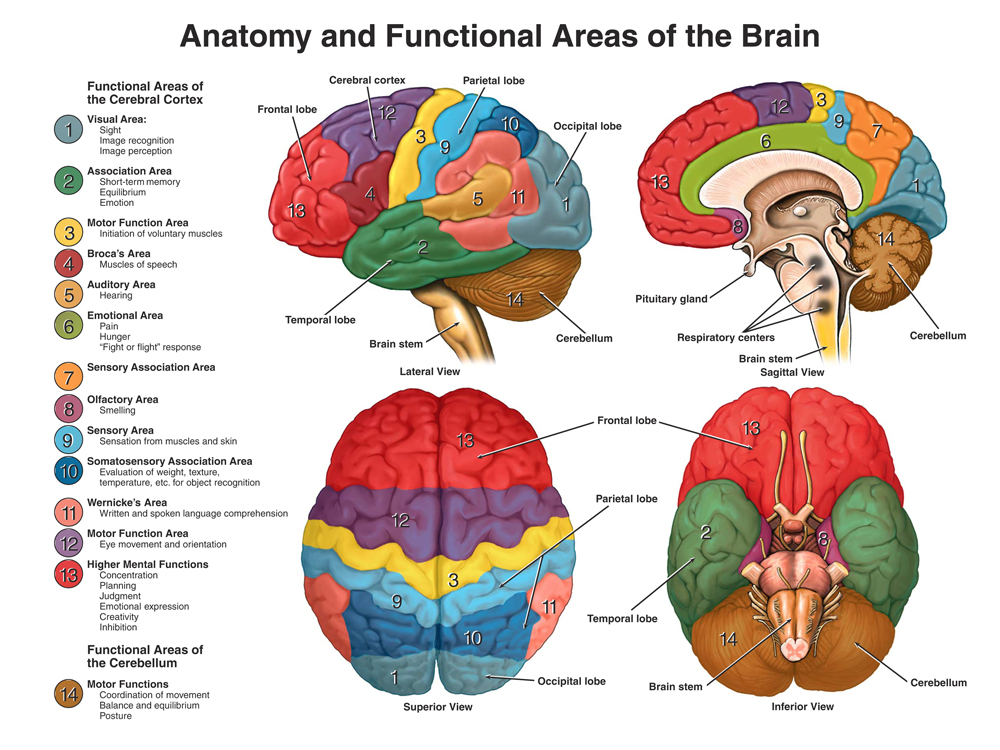 Anatomy and Functional Areas of the Brain
Functional Areas of
the Cerebral Cortex
1
Visual Area:
Sight
Image recognition
Image perception
2
Association Area
Short-term memory
Equilibrium
Emotion
3
Motor Function Area
Initiation of voluntary muscles
4
Broca's Area
Muscles of speech
5
Auditory Area
Hearing
6
Emotional Area
Pain
Hunger
“Fight or flight” response
7
Sensory Association Area
8
Olfactory Area
Smelling
9
Sensory Area
Sensation from muscles and skin
10
Somatosensory Association Area
Evaluation of weight, texture,
temperature, etc. for object recognition
11
Wernicke's Area
Written and spoken language comprehension
12
Motor Function Area
Eye movement and orientation
13
Higher Mental Functions
Concentration
Planning
Judgment
Emotional expression
Creativity
Inhibition
Functional Areas of
the Cerebellum
14
Motor Functions
Coordination of movement
Balance and equilibrium
Posture
Cerebral cortex
Parietal lobe
Frontal lobe
Occipital lobe
12
3
10
9
4
5
11
13
1
2
14
Temporal lobe
Brain stem
Cerebellum
Lateral View
12
3
9
7
6
13
1
8
14
Pituitary gland
Respiratory centers
Cerebellum
Brain stem
Sagittal View
13
12
3
9
11
10
1
Frontal lobe
Parietal lobe
Temporal lobe
Occipital lobe
Superior View
13
2
8
14
Brain stem
Cerebellum
Inferior View